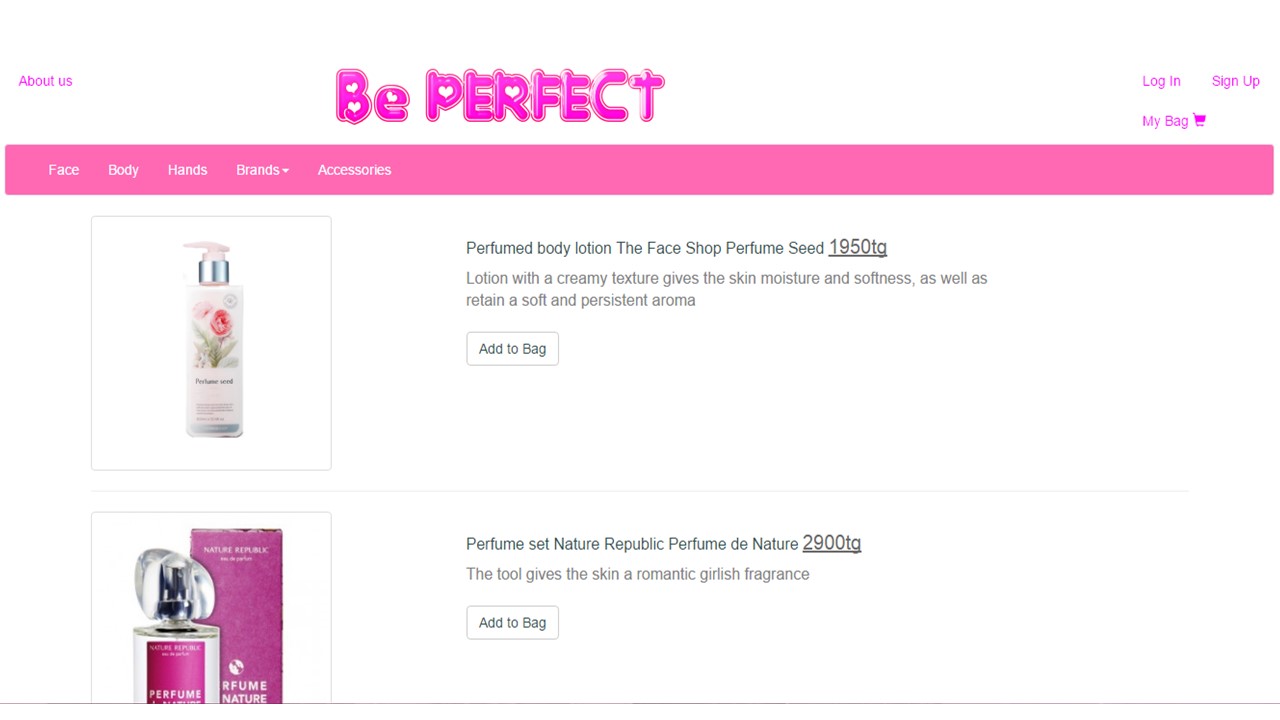 About us
Be PERFECT
Log In
Sign Up
My Bag
Face
Body
Hands
Brands
Accessories
Perfume seed
Perfumed body lotion The Face Shop Perfume Seed 1950tg
Lotion with a creamy texture gives the skin moisture and softness, as well as
retain a soft and persistent aroma
Add to Bag
NATURE REPUBLIC
eau de parfum
NATURE REPUBLIC
eau de parfum
PERFUME
RFUME
NATURE
Perfume set Nature Republic Perfume de Nature 2900tg
The tool gives the skin a romantic girlish fragrance
Add to Bag